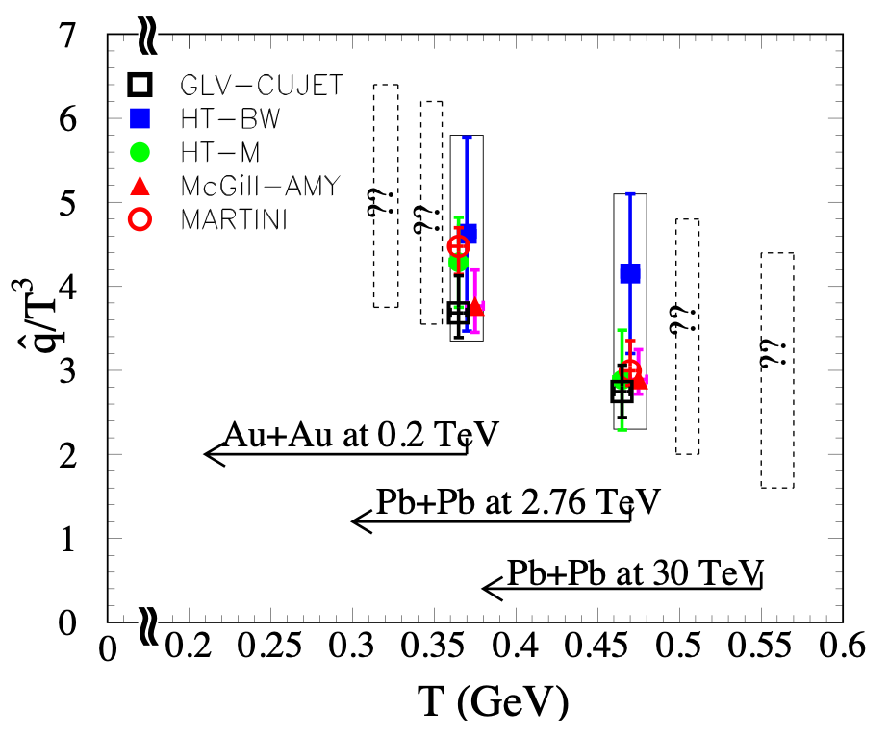 7
6
5
4
3
2
1
0
q̂/T³
GLV−CUJET
HT−BW
HT−M
McGill−AMY
MARTINI
??
??
??
??
Au+Au at 0.2 TeV
Pb+Pb at 2.76 TeV
Pb+Pb at 30 TeV
0 0.2 0.25 0.3 0.35 0.4 0.45 0.5 0.55 0.6
T (GeV)